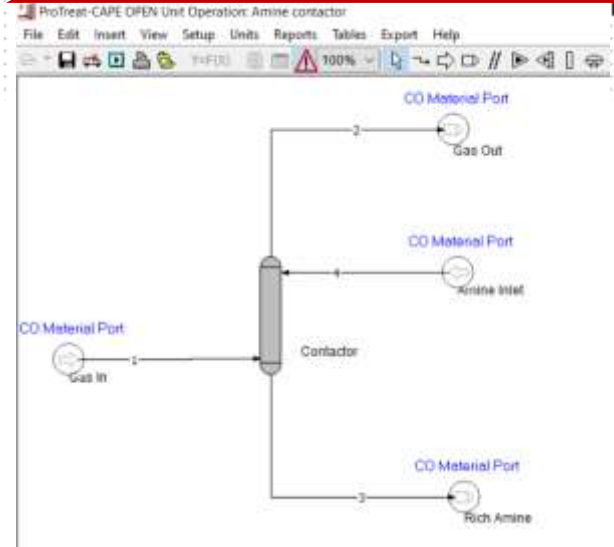 ProTreat-CAPE OPEN Unit Operation: Amine contactor
File Edit Insert View Setup Units Reports Tables Export Help
Y=F(X) 100%
CO Material Port
2
Gas Out
CO Material Port
4
Amine Inlet
CO Material Port
Contactor
1
Gas In
CO Material Port
3
Rich Amine